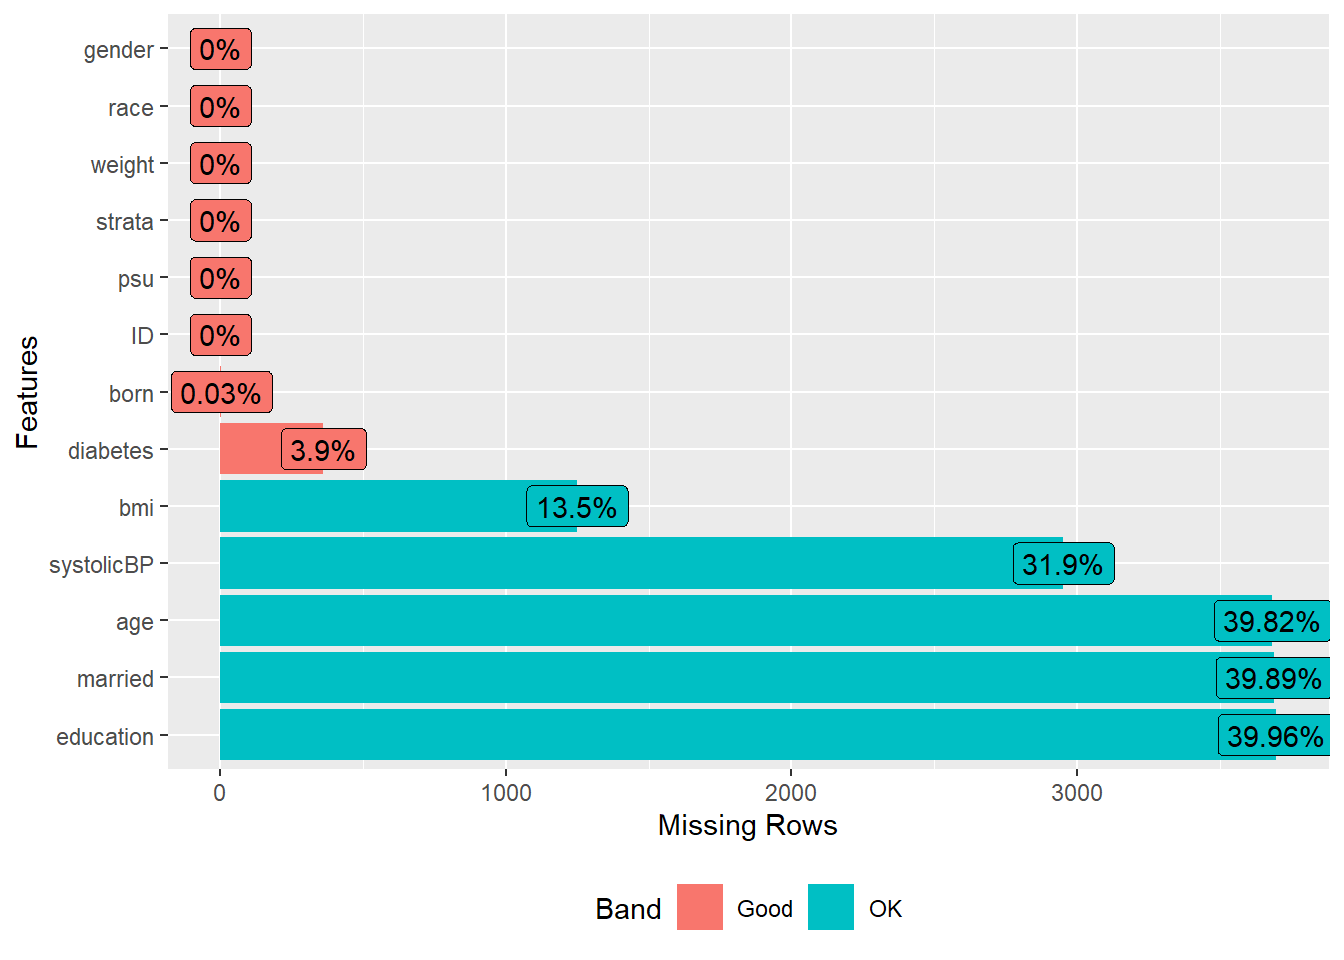 gender 0%
race 0%
weight 0%
strata 0%
psu 0%
ID 0%
born 0.03%
diabetes 3.9%
bmi 13.5%
systolicBP 31.9%
age 39.82%
married 39.89%
education 39.96%
Features
0 1000 2000 3000
Missing Rows
Band Good OK